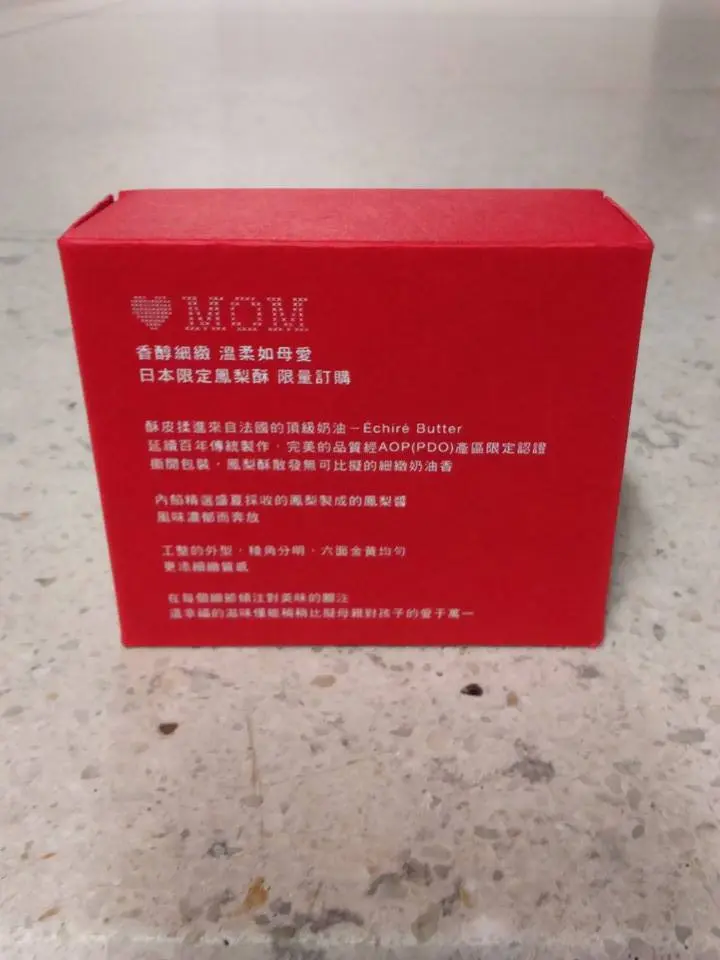 MOM
香醇細緻 溫柔如母愛
日本限定鳳梨酥 限量訂購
酥皮揉進來自法國的頂級奶油－Échiré Butter
延續百年傳統製作，完美的品質經AOP(PDO)產區限定認證
撕開包裝，鳳梨酥散發無可比擬的細緻奶油香
內餡精選盛夏採收的鳳梨製成的鳳梨醬
風味濃郁而奔放
工整的外型，稜角分明，六面金黃均勻
更添細緻質感
在每個細節傾注對美味的關注
這幸福的滋味僅能稍稍比擬母親對孩子的愛于萬一